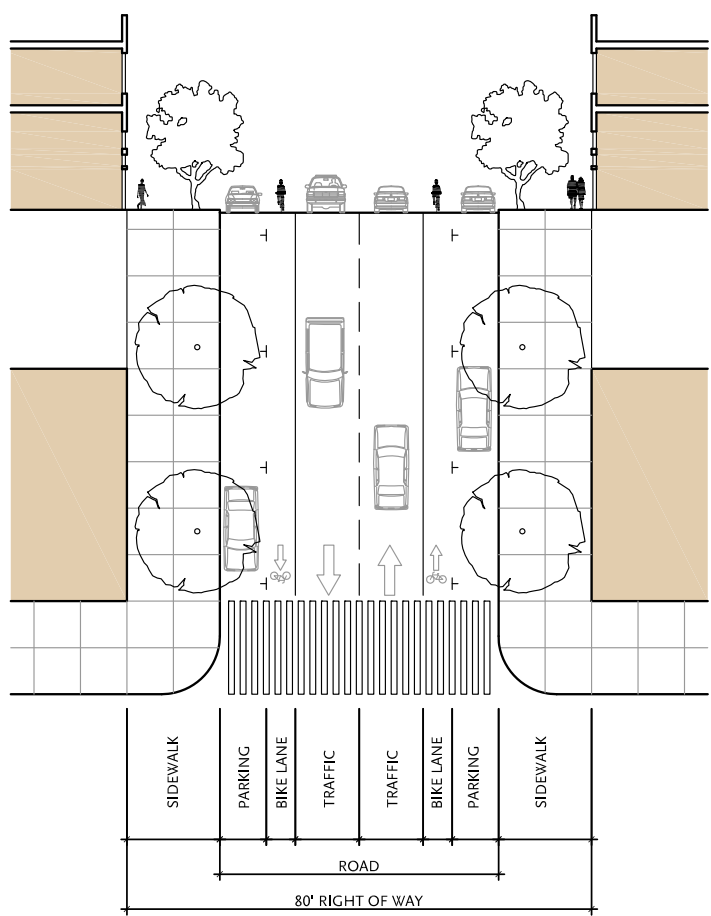 SIDEWALK
PARKING
BIKE LANE
TRAFFIC
TRAFFIC
BIKE LANE
PARKING
SIDEWALK
ROAD
80' RIGHT OF WAY